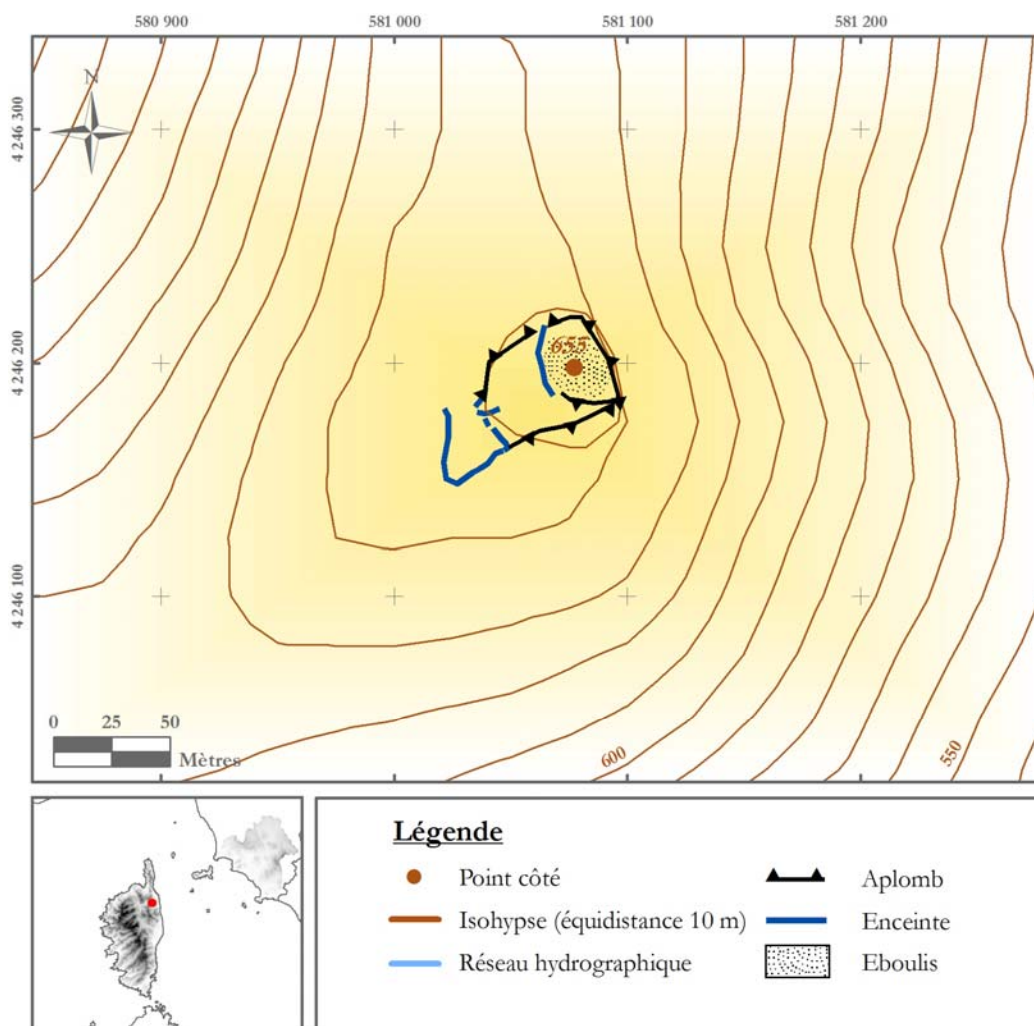 580 900
581 000
581 100
581 200
4 246 300
N
4 246 200
655
4 246 100
0
25
50
Mètres
600
550
Légende
Point côté
Aplomb
Isohypse (équidistance 10 m)
Enceinte
Réseau hydrographique
Eboulis